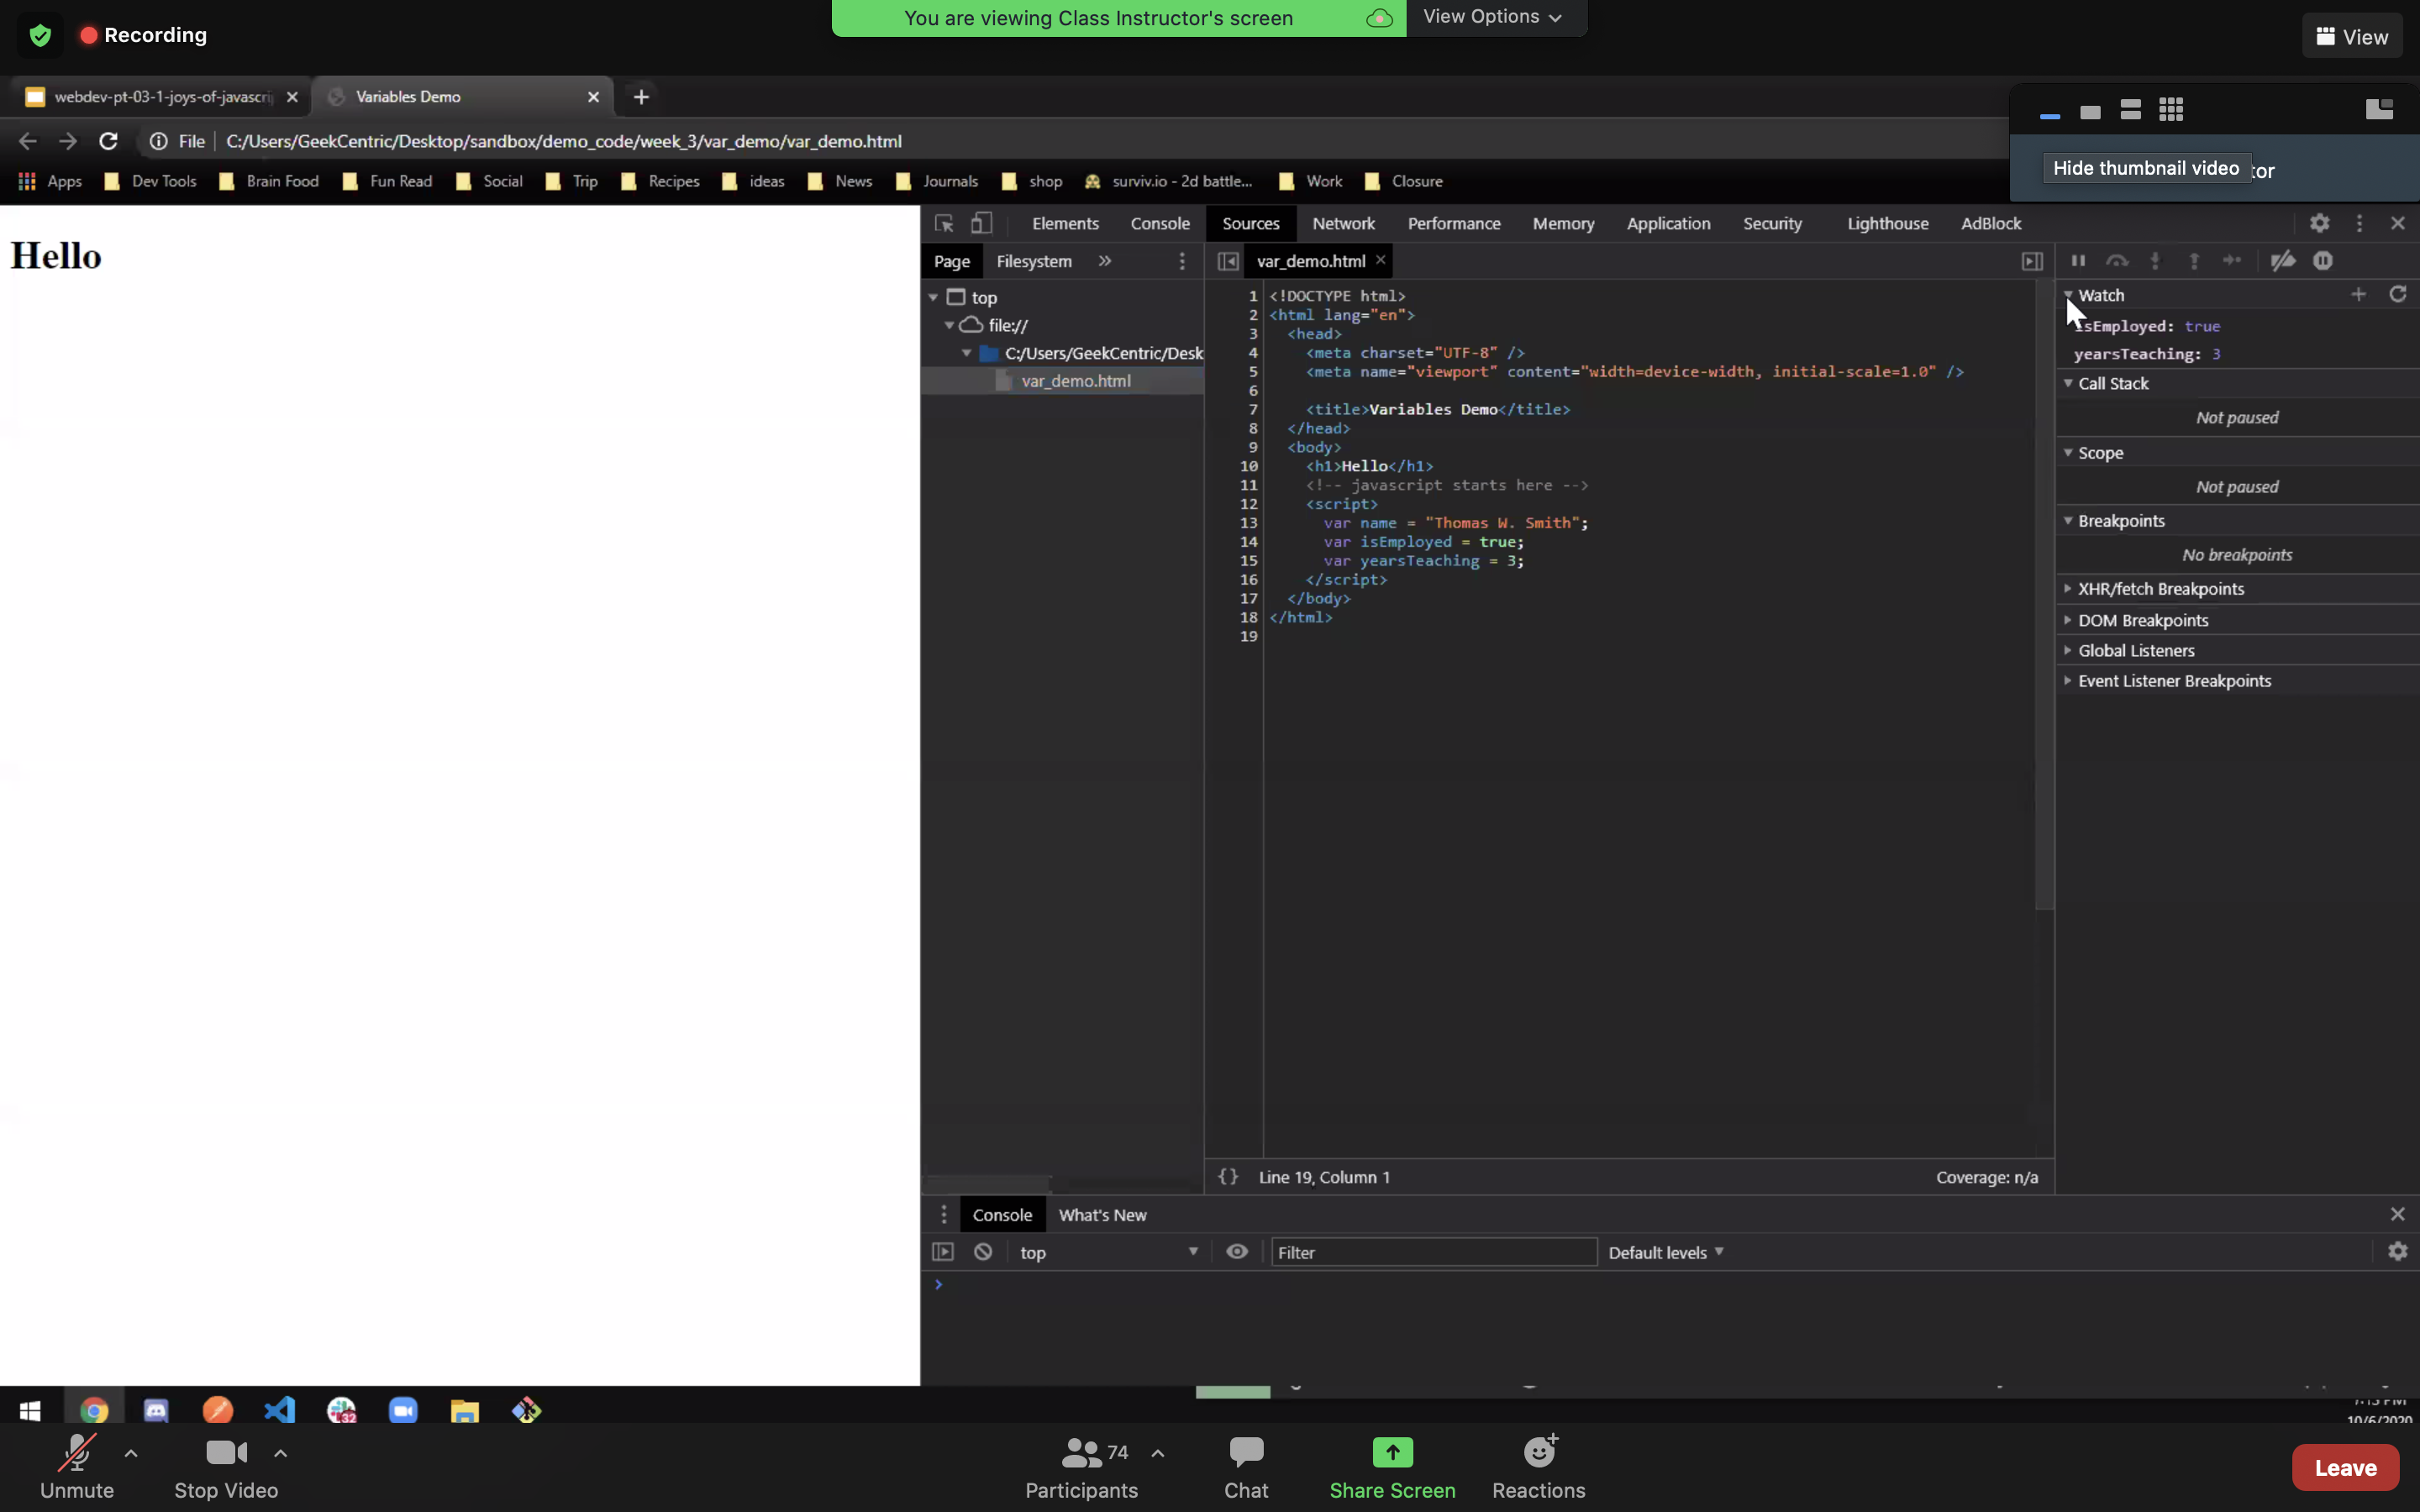 Recording
You are viewing Class Instructor's screen
View Options
View
webdev-pt-03-1-joys-of-javascri
Variables Demo
File
C:/Users/GeekCentric/Desktop/sandbox/demo_code/week_3/var_demo/var_demo.html
Hide thumbnail video
tor
Apps
Dev Tools
Brain Food
Fun Read
Social
Trip
Recipes
ideas
News
Journals
shop
surviv.io - 2d battle...
Work
Closure
Hello
Elements
Console
Sources
Network
Performance
Memory
Application
Security
Lighthouse
AdBlock
Page
Filesystem
»
top
file://
C:/Users/GeekCentric/Desk
var_demo.html
var_demo.html
1 <!DOCTYPE html>
2 <html lang="en">
3 <head>
4 <meta charset="UTF-8" />
5 <meta name="viewport" content="width=device-width, initial-scale=1.0" />
6
7 <title>Variables Demo</title>
8 </head>
9 <body>
10 <h1>Hello</h1>
11 <!-- javascript starts here -->
12 <script>
13 var name = "Thomas W. Smith";
14 var isEmployed = true;
15 var yearsTeaching = 3;
16 </script>
17 </body>
18 </html>
19
Watch
isEmployed: true
yearsTeaching: 3
Call Stack
Not paused
Scope
Not paused
Breakpoints
No breakpoints
XHR/fetch Breakpoints
DOM Breakpoints
Global Listeners
Event Listener Breakpoints
{} Line 19, Column 1
Coverage: n/a
Console
What's New
top
Filter
Default levels
32
7:13 PM
10/6/2020
Unmute
Stop Video
74
Participants
Chat
Share Screen
Reactions
Leave